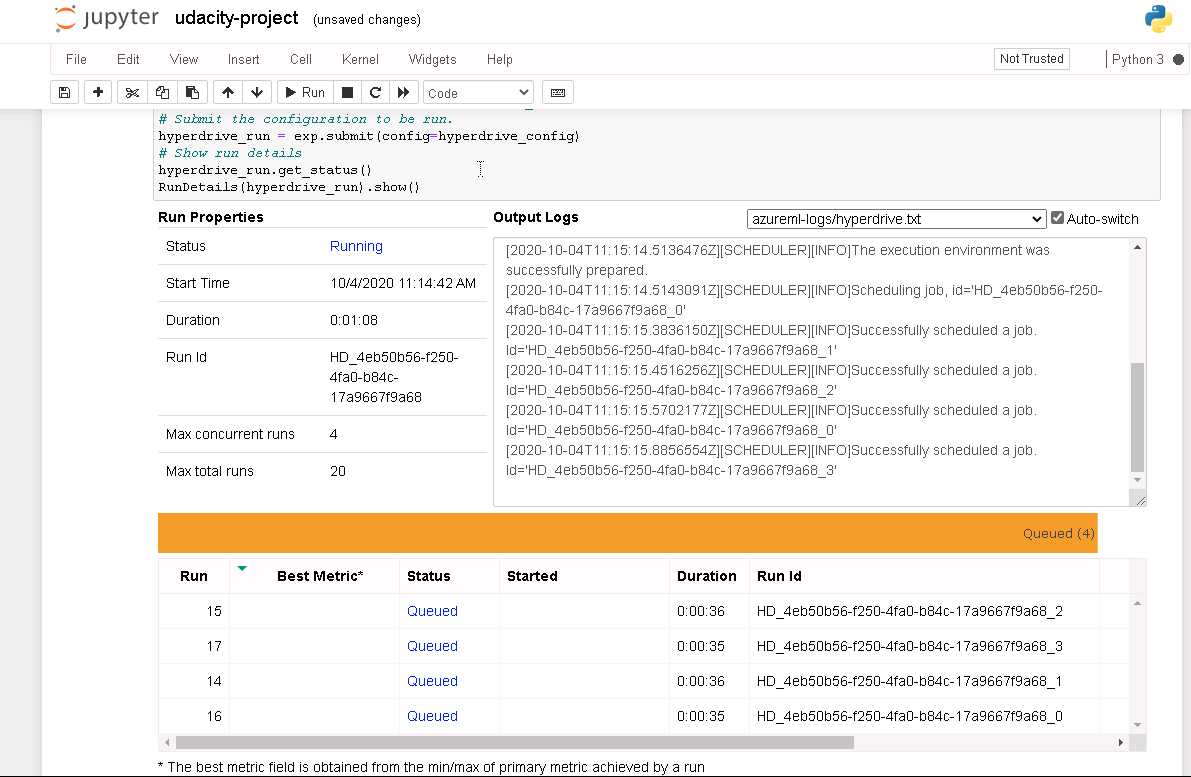 jupyter udacity-project (unsaved changes)
File Edit View Insert Cell Kernel Widgets Help Not Trusted Python 3
Run Code
# Submit the configuration to be run.
hyperdrive_run = exp.submit(config=hyperdrive_config)
# Show run details
hyperdrive_run.get_status()
RunDetails(hyperdrive_run).show()
Run Properties
Status Running
Start Time 10/4/2020 11:14:42 AM
Duration 0:01:08
Run Id HD_4eb50b56-f250-
4fa0-b84c-
17a9667f9a68
Max concurrent runs 4
Max total runs 20
Output Logs azureml-logs/hyperdrive.txt Auto-switch
[2020-10-04T11:15:14.5136476Z][SCHEDULER][INFO]The execution environment was
successfully prepared.
[2020-10-04T11:15:14.5143091Z][SCHEDULER][INFO]Scheduling job, id='HD_4eb50b56-f250-
4fa0-b84c-17a9667f9a68_0'
[2020-10-04T11:15:15.3836150Z][SCHEDULER][INFO]Successfully scheduled a job.
Id='HD_4eb50b56-f250-4fa0-b84c-17a9667f9a68_1'
[2020-10-04T11:15:15.4516256Z][SCHEDULER][INFO]Successfully scheduled a job.
Id='HD_4eb50b56-f250-4fa0-b84c-17a9667f9a68_2'
[2020-10-04T11:15:15.5702177Z][SCHEDULER][INFO]Successfully scheduled a job.
Id='HD_4eb50b56-f250-4fa0-b84c-17a9667f9a68_0'
[2020-10-04T11:15:15.8856554Z][SCHEDULER][INFO]Successfully scheduled a job.
Id='HD_4eb50b56-f250-4fa0-b84c-17a9667f9a68_3'
Queued (4)
Run Best Metric* Status Started Duration Run Id
15 Queued 0:00:36 HD_4eb50b56-f250-4fa0-b84c-17a9667f9a68_2
17 Queued 0:00:35 HD_4eb50b56-f250-4fa0-b84c-17a9667f9a68_3
14 Queued 0:00:36 HD_4eb50b56-f250-4fa0-b84c-17a9667f9a68_1
16 Queued 0:00:35 HD_4eb50b56-f250-4fa0-b84c-17a9667f9a68_0
* The best metric field is obtained from the min/max of primary metric achieved by a run